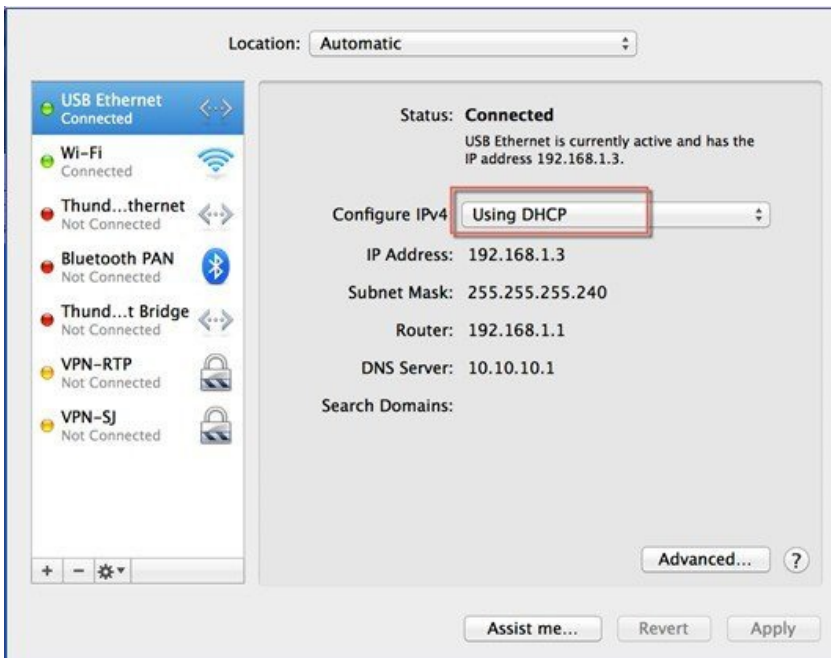 Location: Automatic
USB Ethernet
Connected
Wi-Fi
Connected
Thund...thernet
Not Connected
Bluetooth PAN
Not Connected
Thund...t Bridge
Not Connected
VPN-RTP
Not Connected
VPN-SJ
Not Connected
Status: Connected
USB Ethernet is currently active and has the
IP address 192.168.1.3.
Configure IPv4 Using DHCP
IP Address: 192.168.1.3
Subnet Mask: 255.255.255.240
Router: 192.168.1.1
DNS Server: 10.10.10.1
Search Domains:
Advanced... ?
+ -
Assist me... Revert Apply